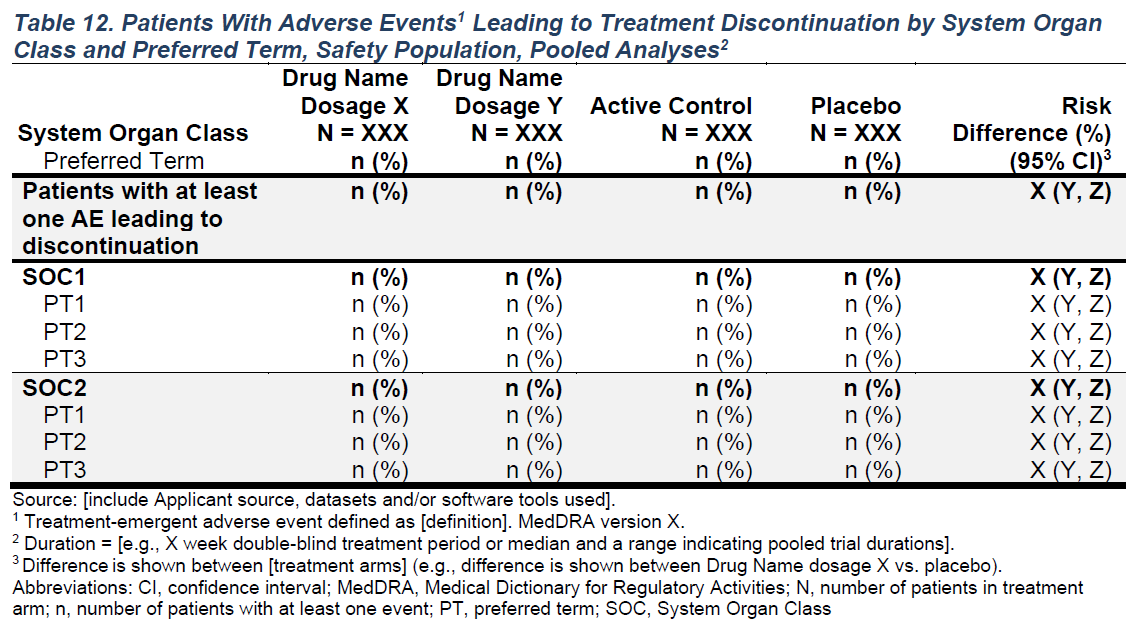 Table 12. Patients With Adverse Events1 Leading to Treatment Discontinuation by System Organ
Class and Preferred Term, Safety Population, Pooled Analyses2
Drug Name Drug Name
Dosage X Dosage Y Active Control Placebo Risk
System Organ Class N = XXX N = XXX N = XXX N = XXX Difference (%)
Preferred Term n (%) n (%) n (%) n (%) (95% CI)3
Patients with at least n (%) n (%) n (%) n (%) X (Y, Z)
one AE leading to
discontinuation
SOC1 n (%) n (%) n (%) n (%) X (Y, Z)
PT1 n (%) n (%) n (%) n (%) X (Y, Z)
PT2 n (%) n (%) n (%) n (%) X (Y, Z)
PT3 n (%) n (%) n (%) n (%) X (Y, Z)
SOC2 n (%) n (%) n (%) n (%) X (Y, Z)
PT1 n (%) n (%) n (%) n (%) X (Y, Z)
PT2 n (%) n (%) n (%) n (%) X (Y, Z)
PT3 n (%) n (%) n (%) n (%) X (Y, Z)
Source: [include Applicant source, datasets and/or software tools used].
1 Treatment-emergent adverse event defined as [definition]. MedDRA version X.
2 Duration = [e.g., X week double-blind treatment period or median and a range indicating pooled trial durations].
3 Difference is shown between [treatment arms] (e.g., difference is shown between Drug Name dosage X vs. placebo).
Abbreviations: CI, confidence interval; MedDRA, Medical Dictionary for Regulatory Activities; N, number of patients in treatment
arm; n, number of patients with at least one event; PT, preferred term; SOC, System Organ Class